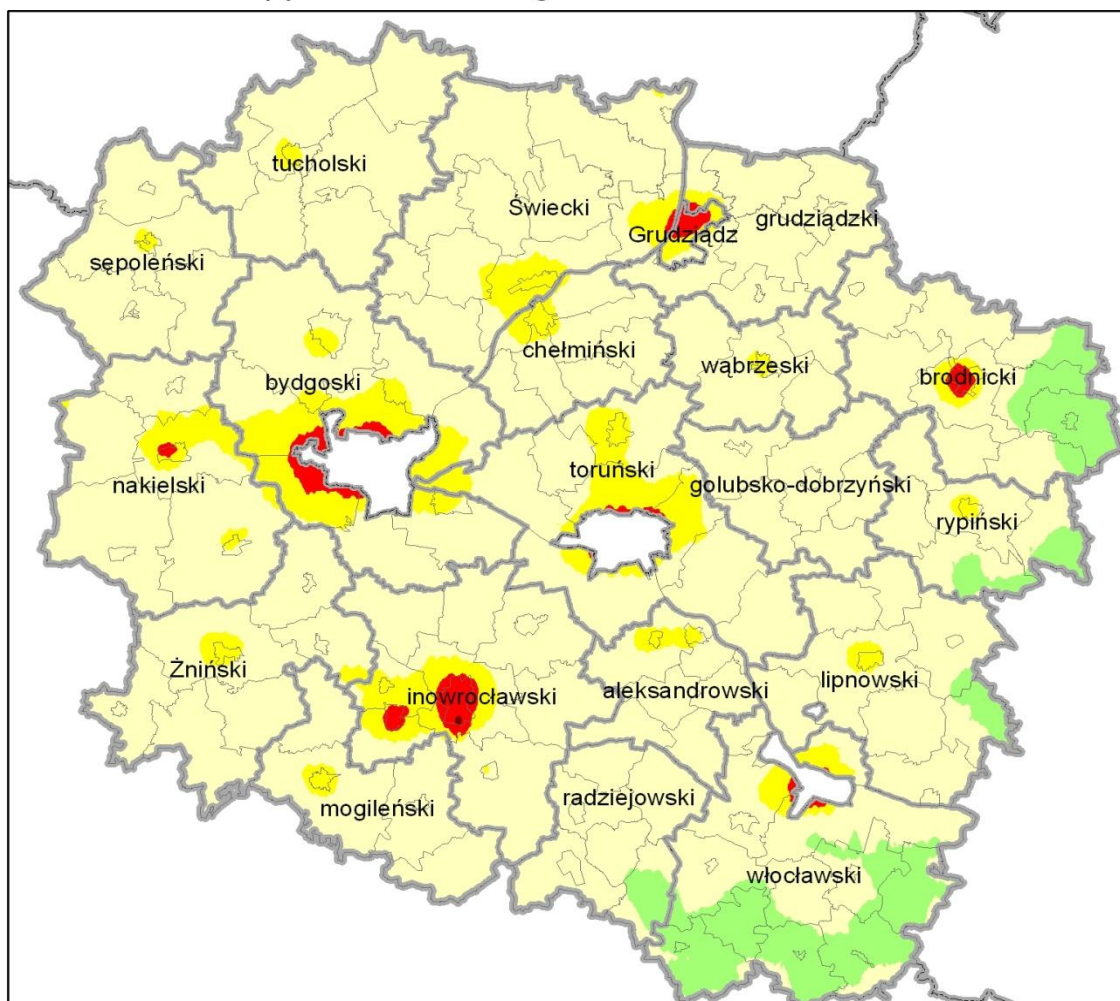 tucholski
Świecki
grudziądzki
Grudziądz
sępoleński
chełmiński
wąbrzeski
brodnicki
bydgoski
toruński
golubsko-dobrzyński
nakielski
rypiński
Żniński
inowrocławski
aleksandrowski
lipnowski
mogileński
radziejowski
włocławski